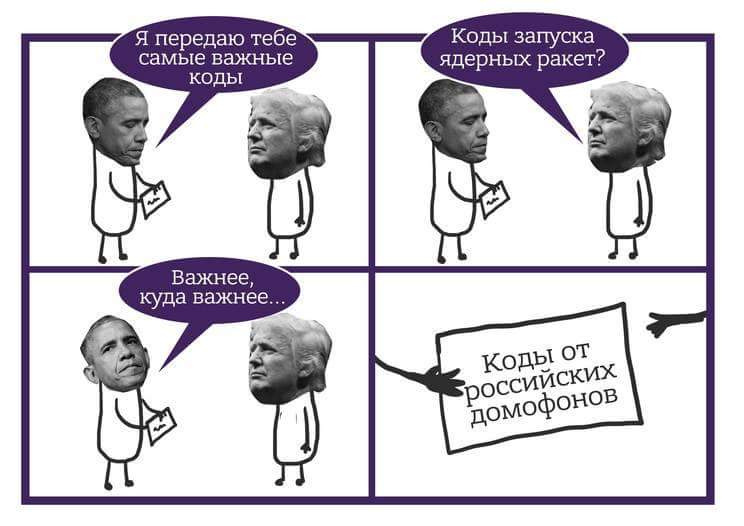 Я передаю тебе
самые важные
коды
Коды запуска
ядерных ракет?
Важнее,
куда важнее...
Коды от
российских
домофонов